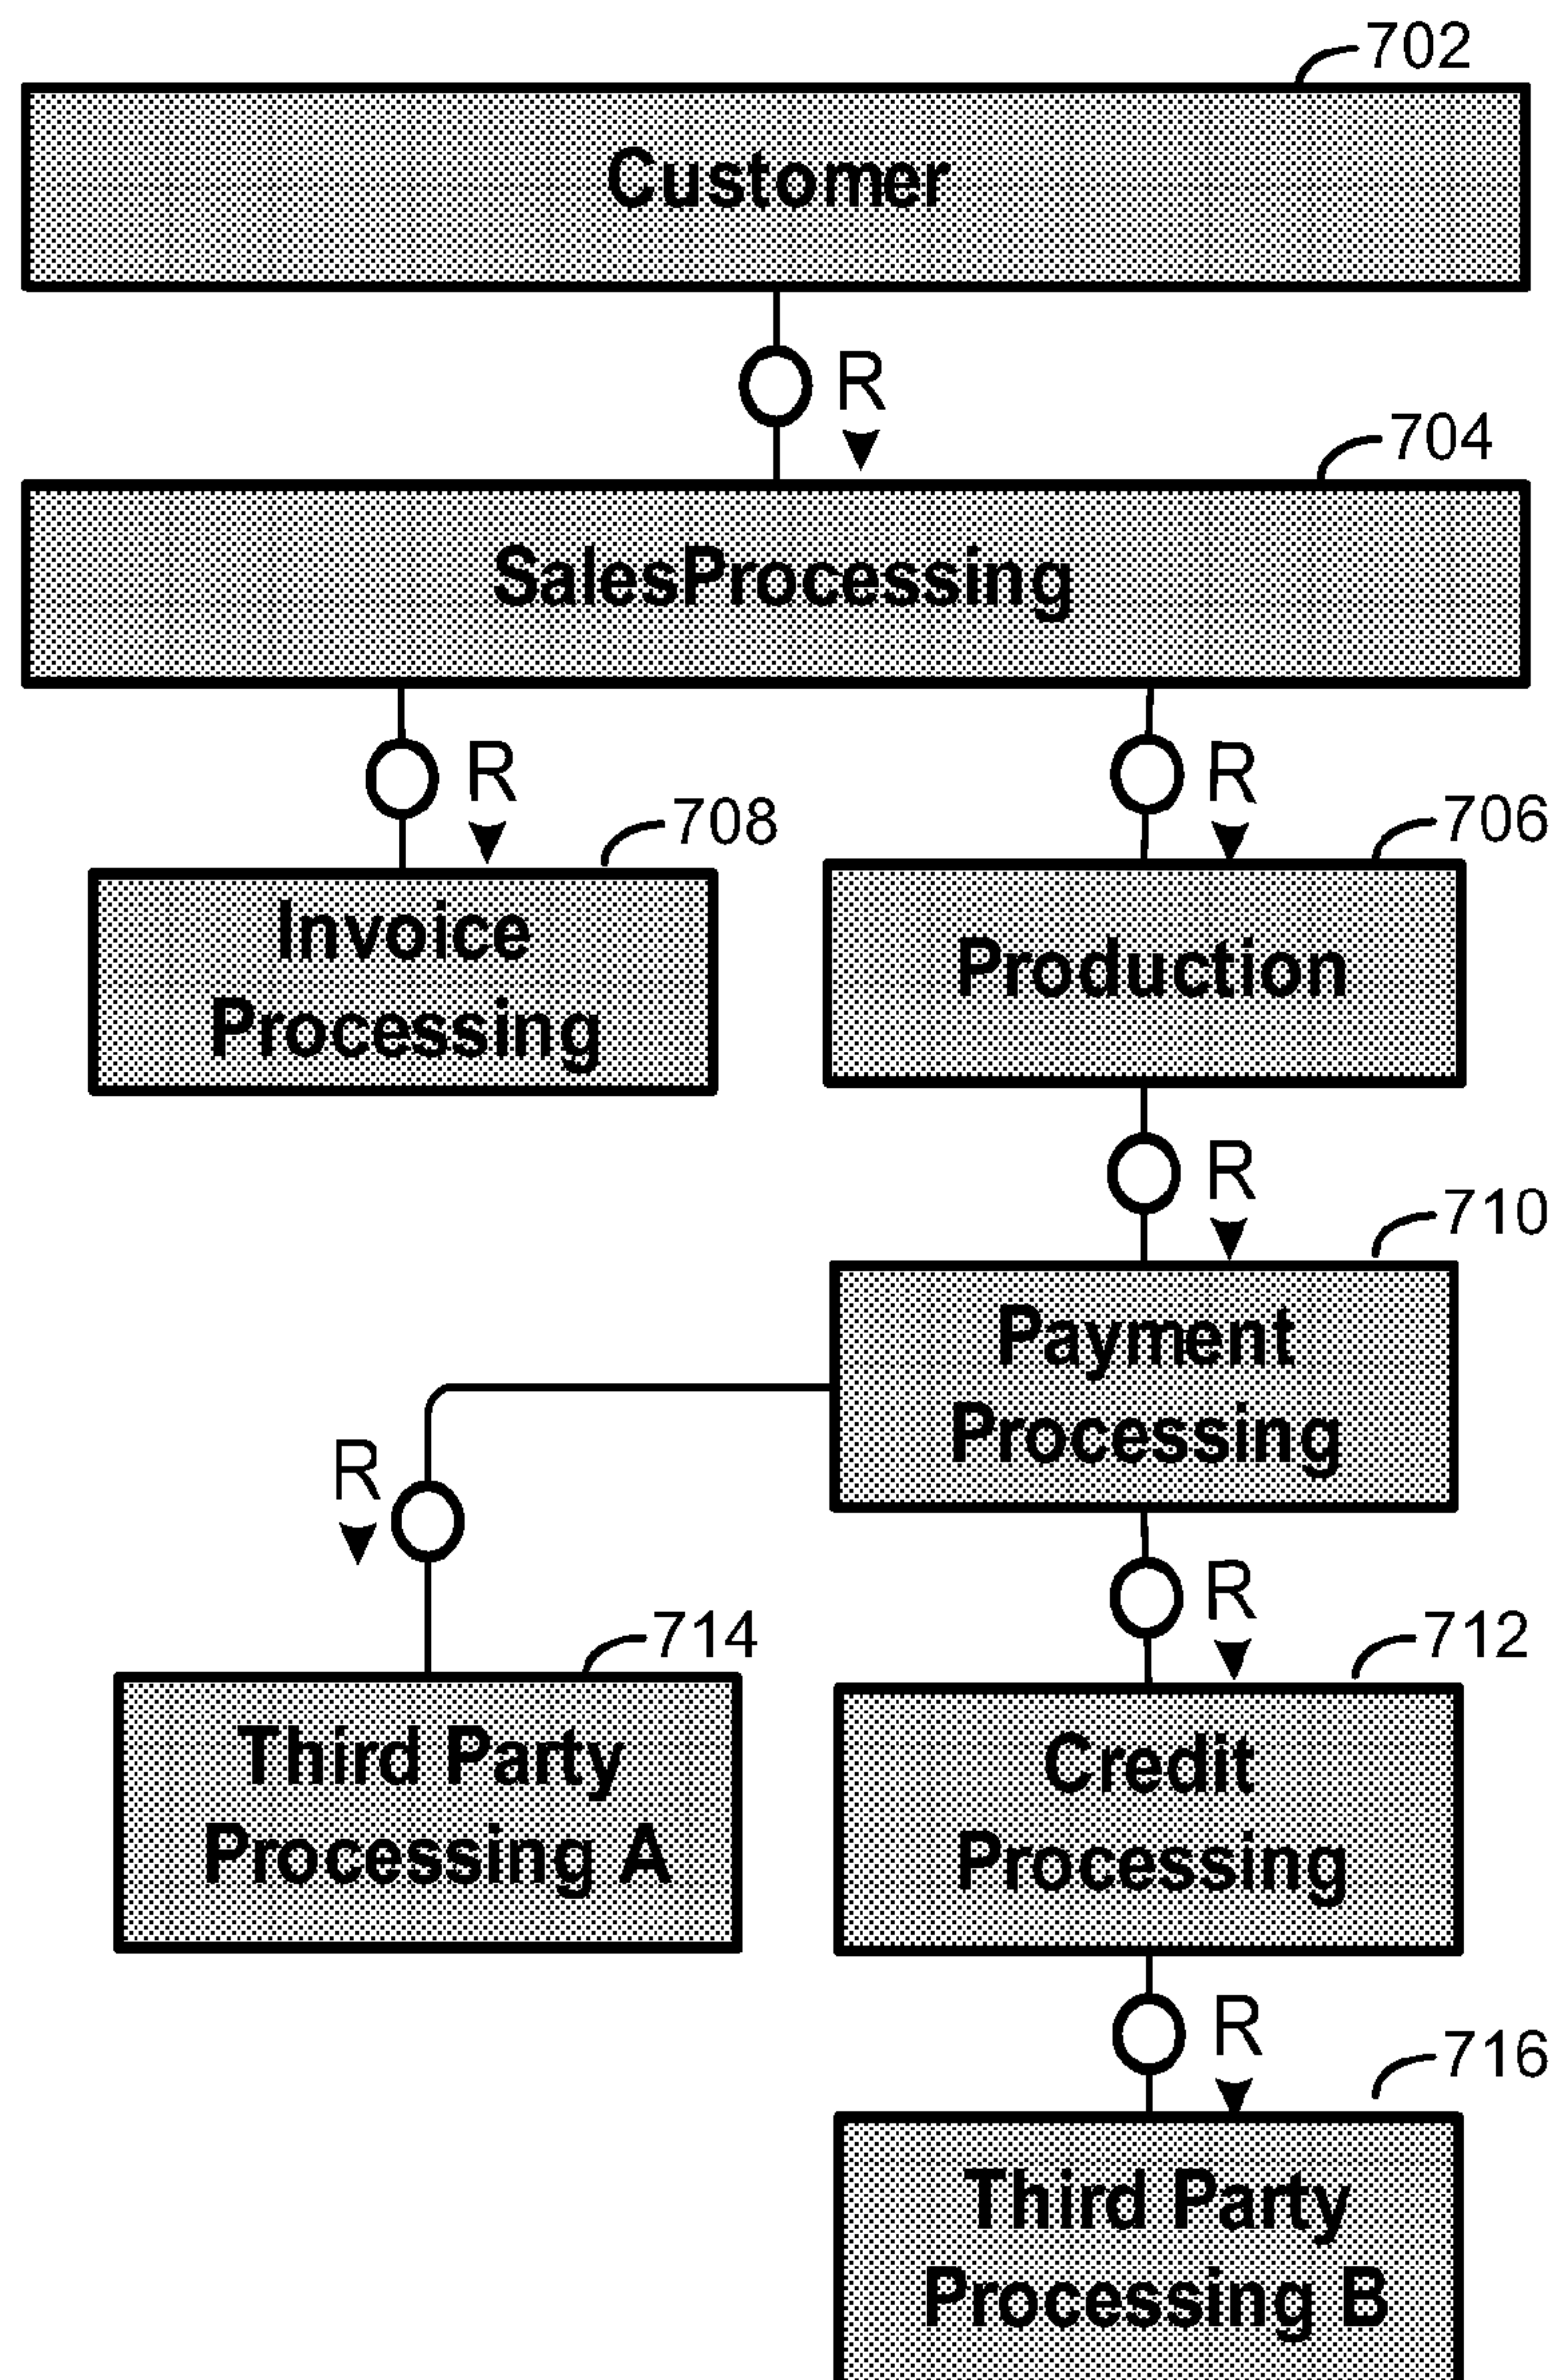 702
Customer
R
704
SalesProcessing
R
R
708
706
Invoice
Processing
Production
R
710
Payment
Processing
R
R
714
712
Third Party
Processing A
Credit
Processing
R
716
Third Party
Processing B